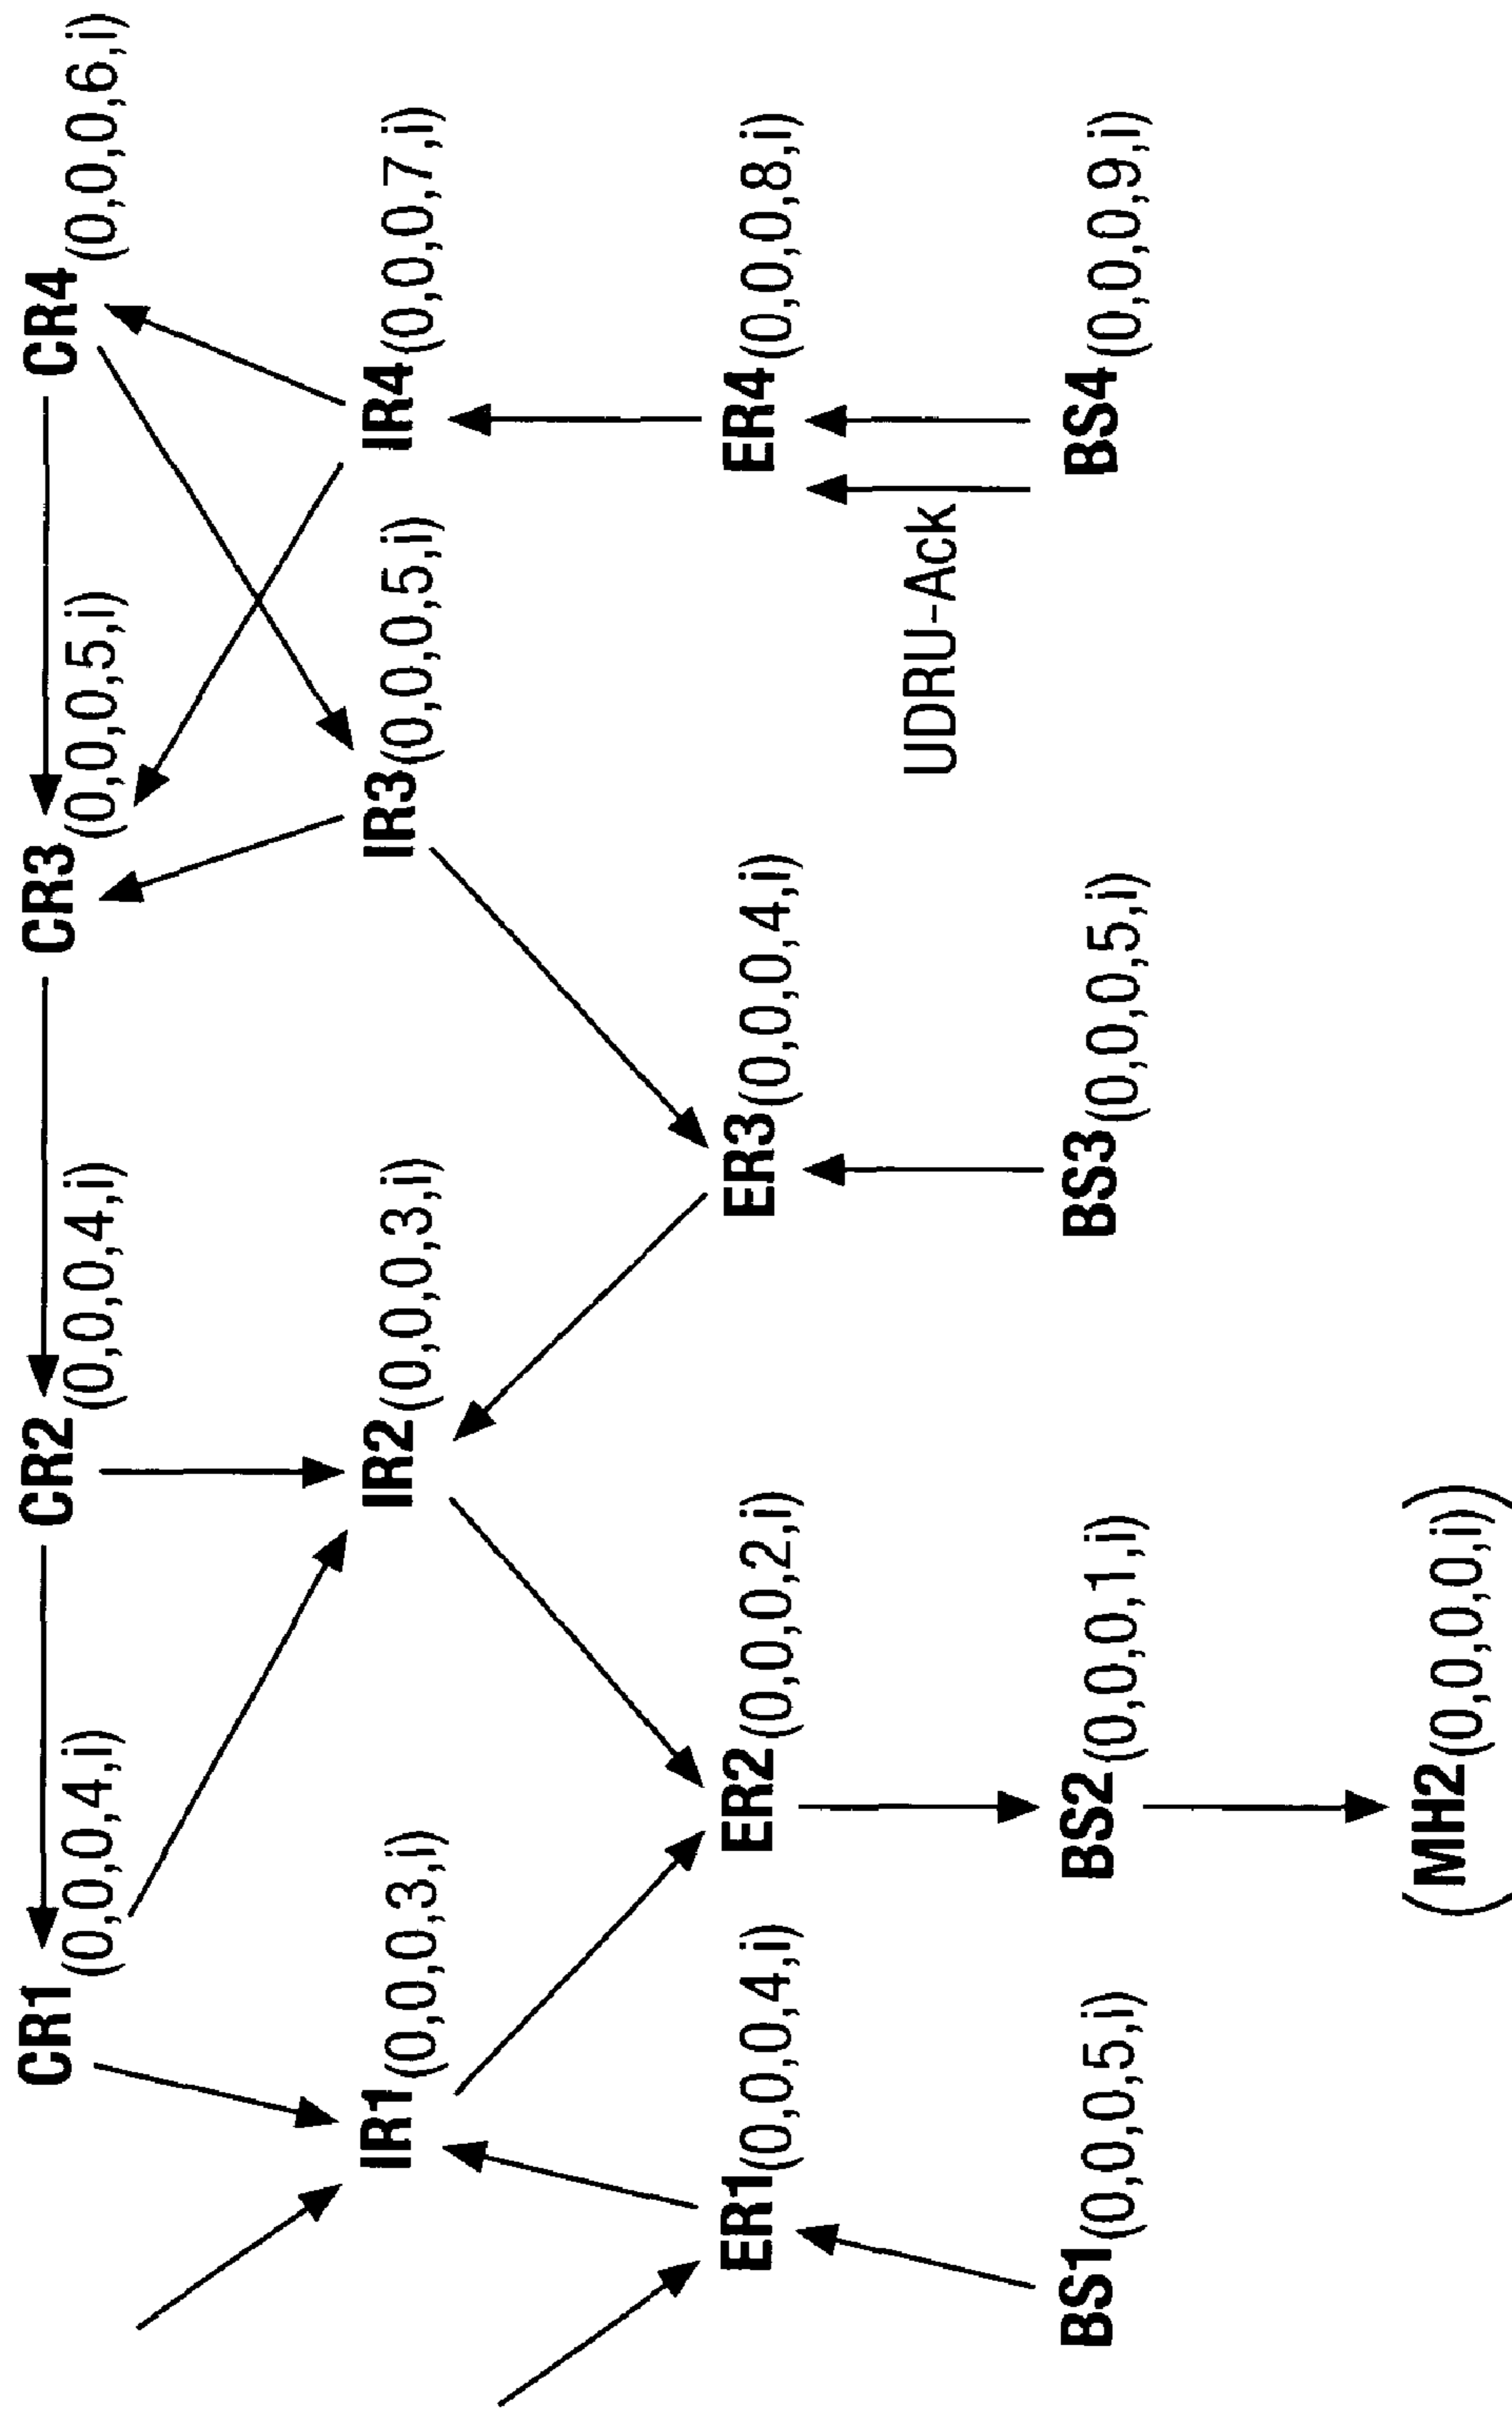 CR1(0,0,0,4,i)
CR2(0,0,0,4,i)
CR3(0,0,0,5,i)
CR4(0,0,0,6,i)
IR1(0,0,0,3,i)
IR2(0,0,0,3,i)
IR3(0,0,0,5,i)
IR4(0,0,0,7,i)
ER1(0,0,0,4,i)
ER2(0,0,0,2,i)
ER3(0,0,0,4,i)
ER4(0,0,0,8,i)
UDRU-Ack
BS1(0,0,0,5,i)
BS2(0,0,0,1,i)
BS3(0,0,0,5,i)
BS4(0,0,0,9,i)
(MH2(0,0,0,0,i))